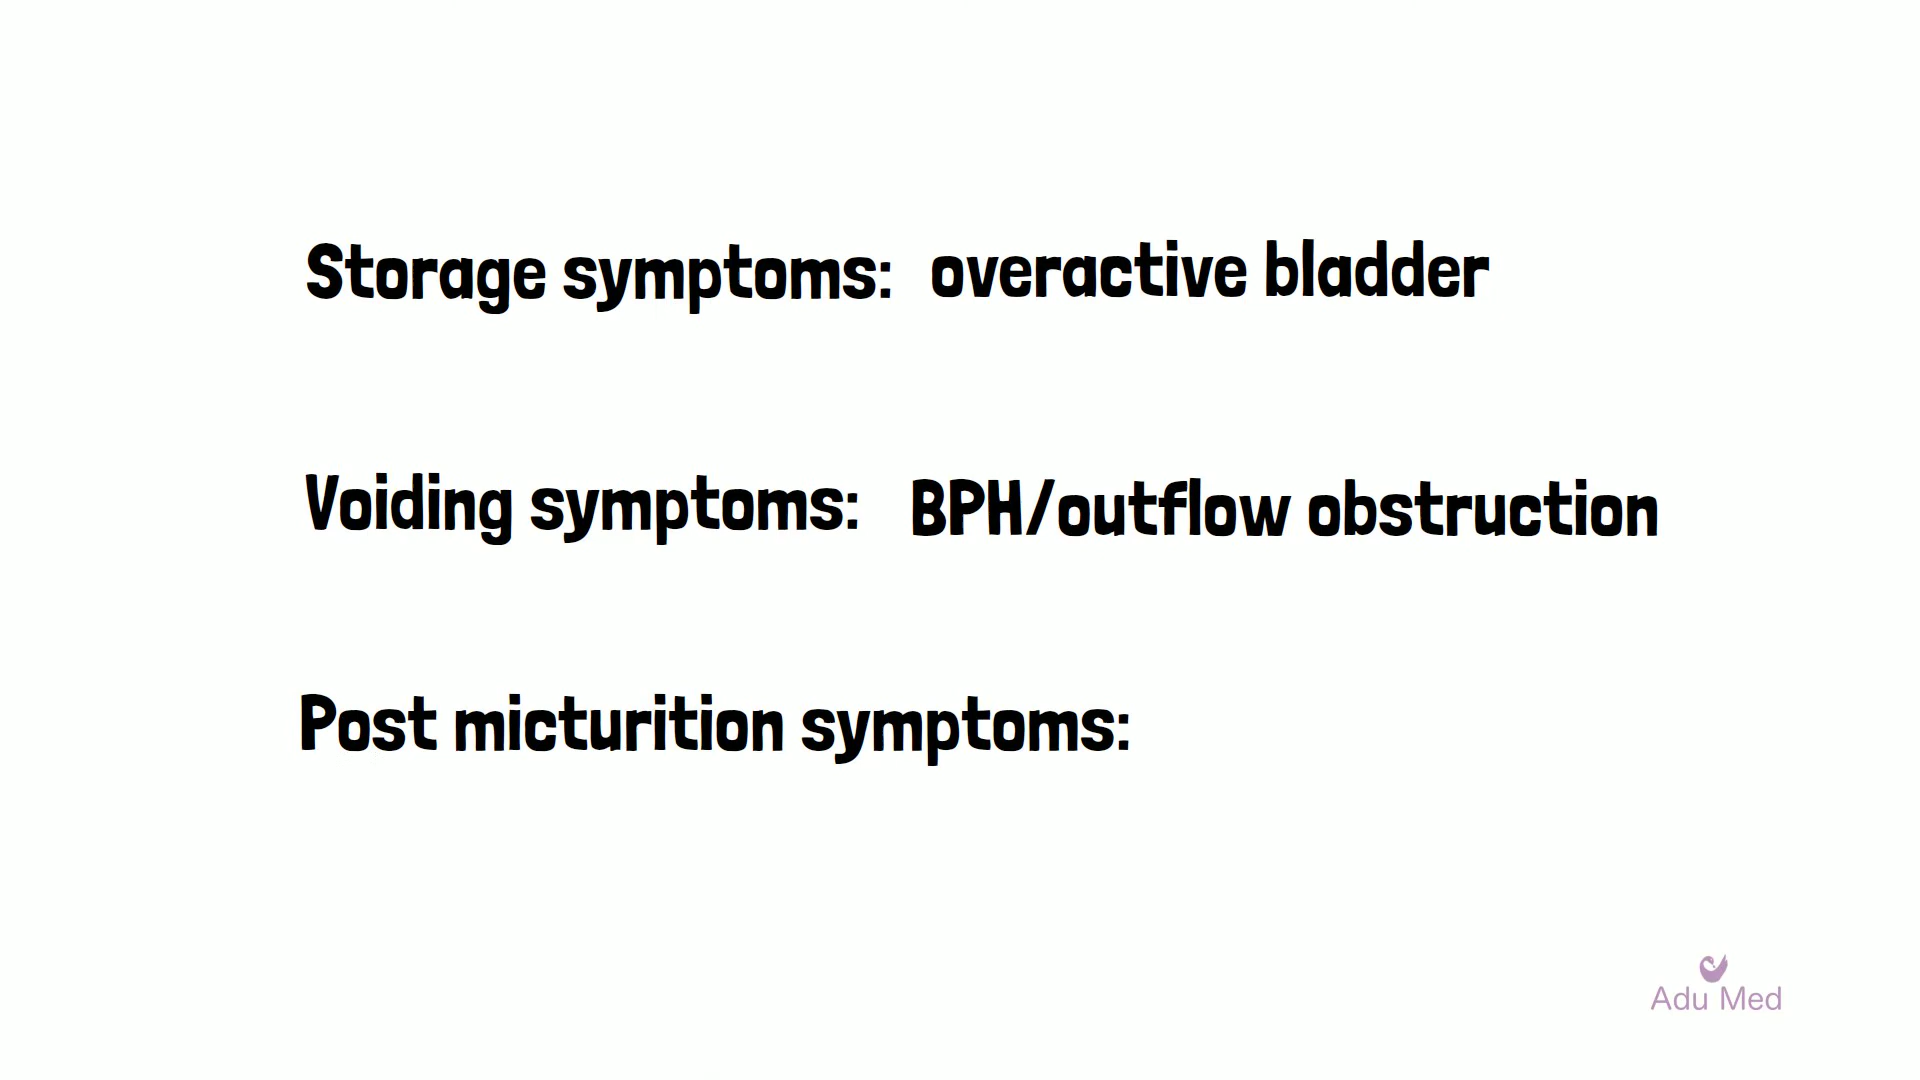 Storage symptoms: overactive bladder
Voiding symptoms: BPH/outflow obstruction
Post micturition symptoms:
Adu Med